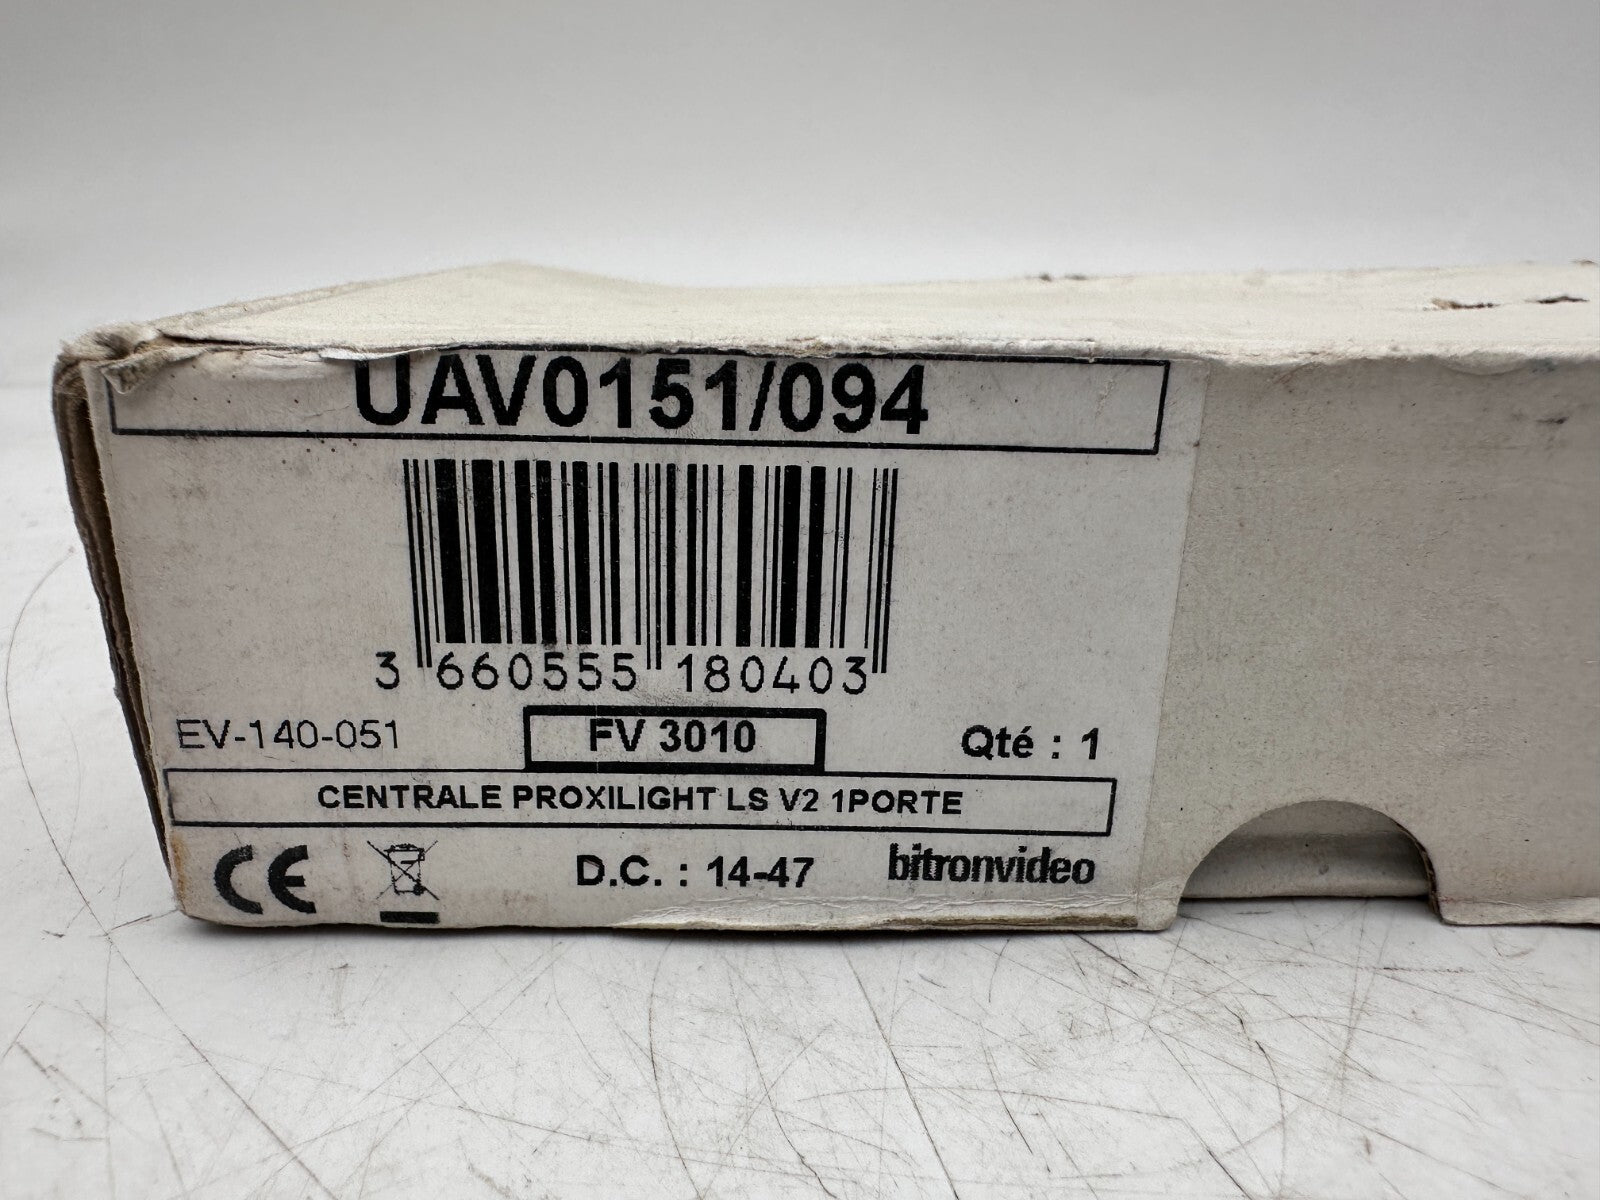 UAV0151/094
3 660555 180403
EV-140-051 FV 3010 Qté : 1
CENTRALE PROXILIGHT LS V2 1PORTE
CE D.C. : 14-47 bitronvideo